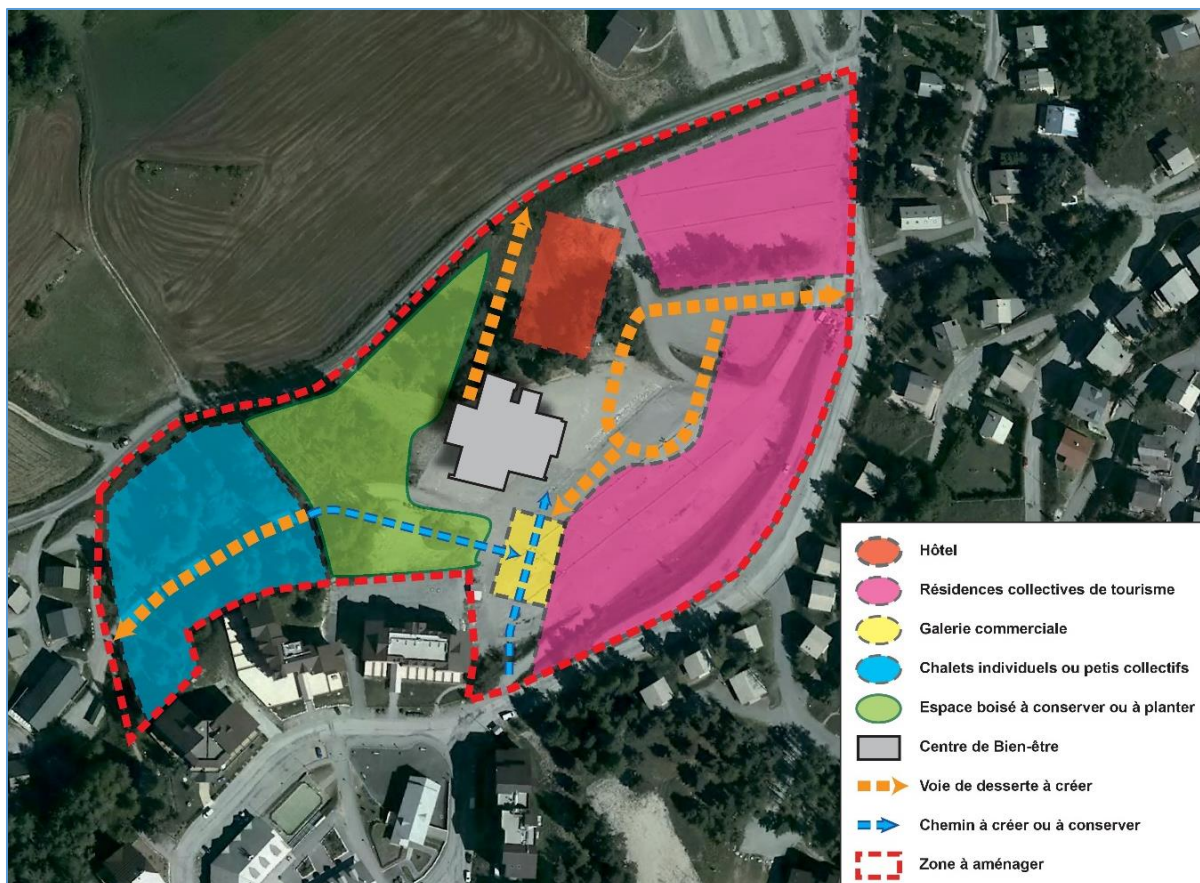 Hôtel
Résidences collectives de tourisme
Galerie commerciale
Chalets individuels ou petis collectifs
Espace boisé à conserver ou à planter
Centre de Bien-être
Voie de desserte à créer
Chemin à créer ou à conserver
Zone à aménager